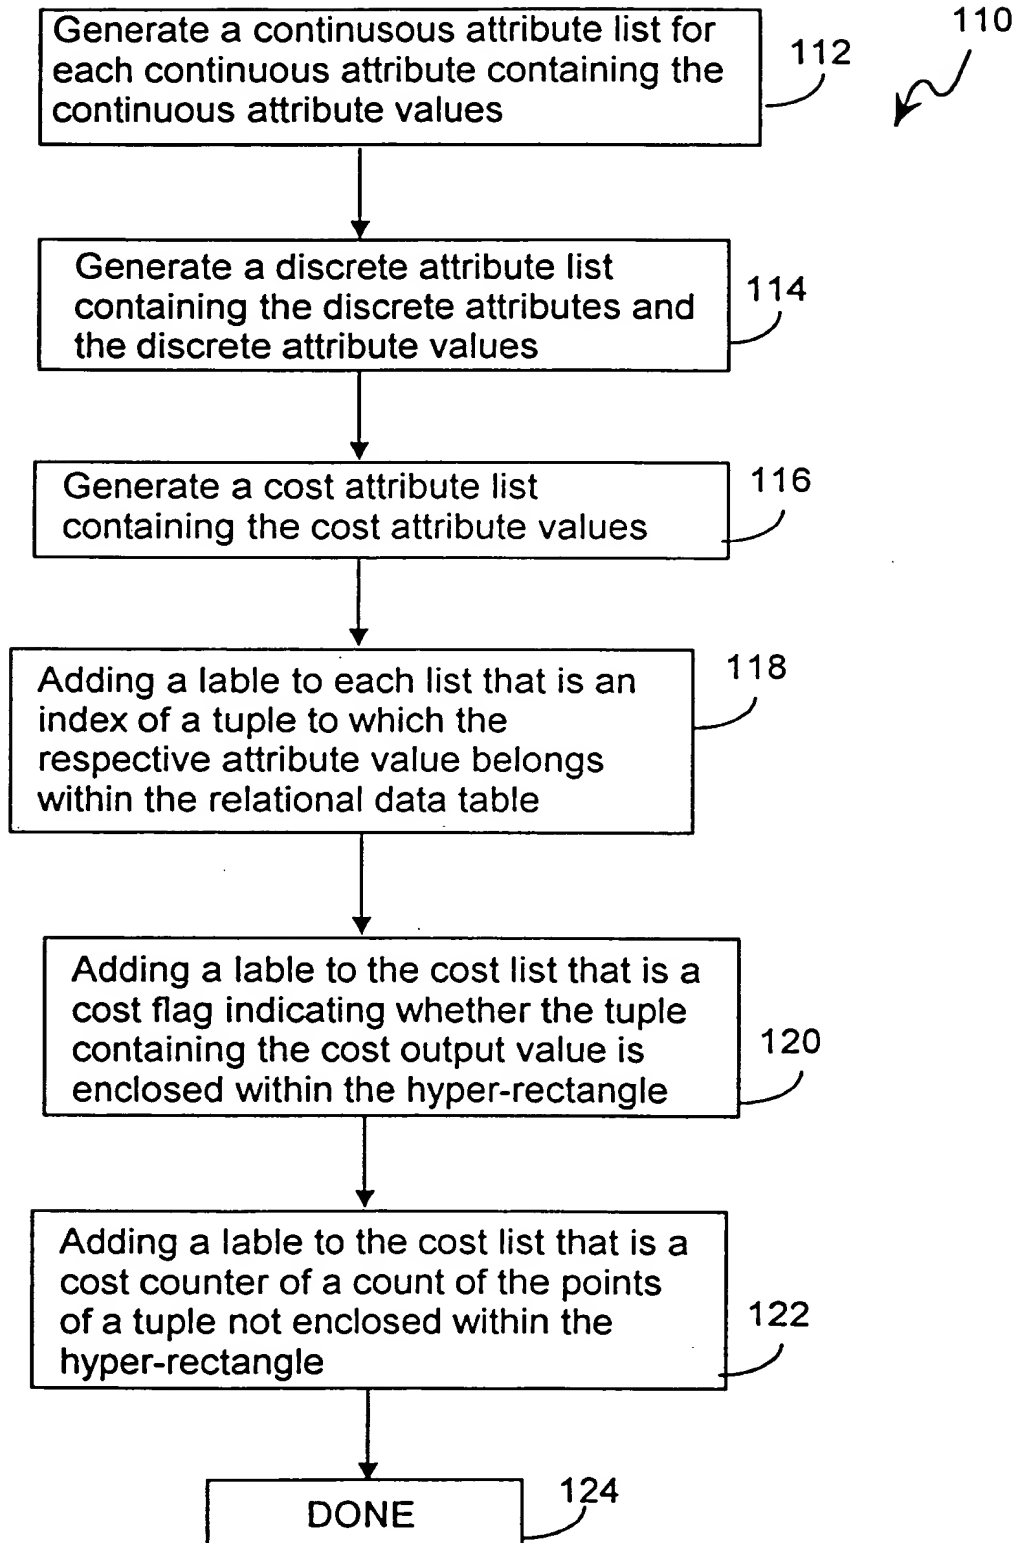 110
Generate a continusous attribute list for
each continuous attribute containing the
continuous attribute values
112
Generate a discrete attribute list
containing the discrete attributes and
the discrete attribute values
114
Generate a cost attribute list
containing the cost attribute values
116
Adding a lable to each list that is an
index of a tuple to which the
respective attribute value belongs
within the relational data table
118
Adding a lable to the cost list that is a
cost flag indicating whether the tuple
containing the cost output value is
enclosed within the hyper-rectangle
120
Adding a lable to the cost list that is a
cost counter of a count of the points
of a tuple not enclosed within the
hyper-rectangle
122
DONE
124